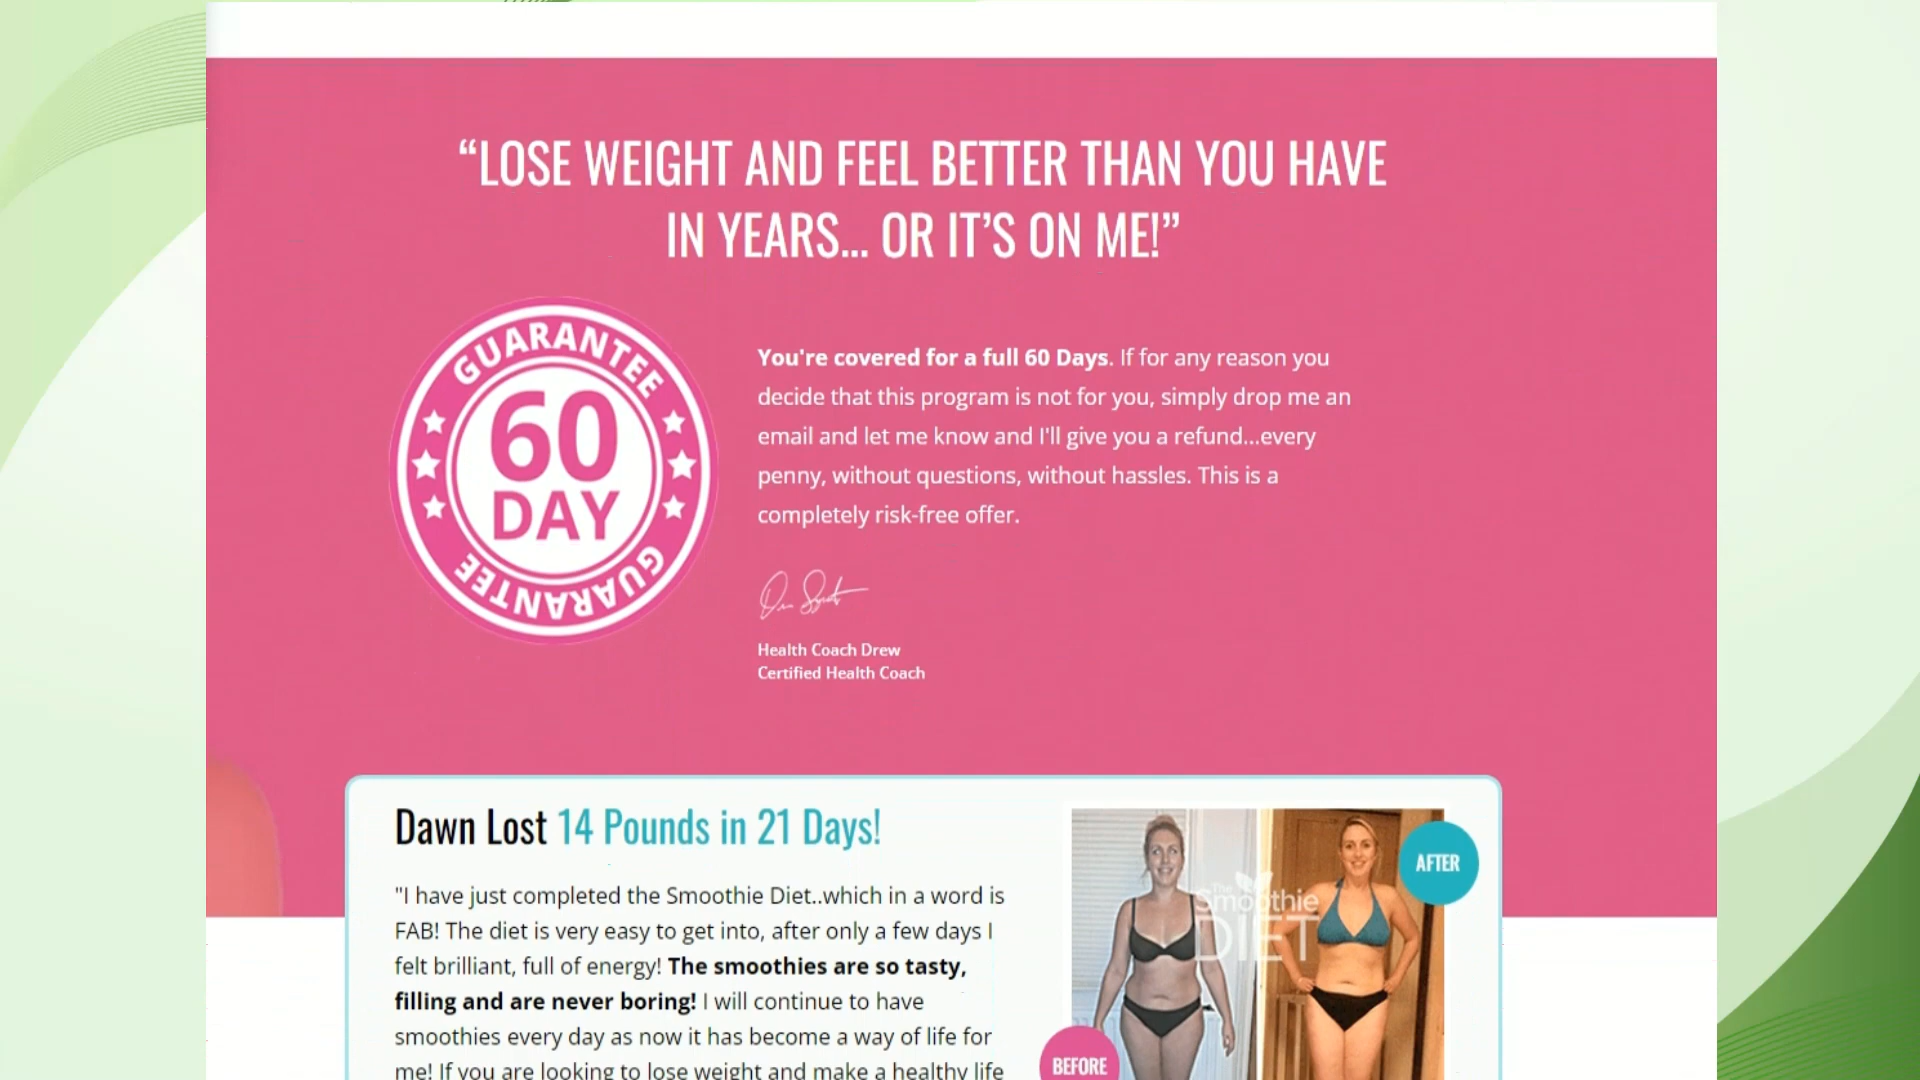 “LOSE WEIGHT AND FEEL BETTER THAN YOU HAVE
IN YEARS... OR IT’S ON ME!”
GUARANTEE
60
DAY
GUARANTEE
You're covered for a full 60 Days. If for any reason you
decide that this program is not for you, simply drop me an
email and let me know and I'll give you a refund...every
penny, without questions, without hassles. This is a
completely risk-free offer.
Health Coach Drew
Certified Health Coach
Dawn Lost 14 Pounds in 21 Days!
"I have just completed the Smoothie Diet..which in a word is
FAB! The diet is very easy to get into, after only a few days I
felt brilliant, full of energy! The smoothies are so tasty,
filling and are never boring! I will continue to have
smoothies every day as now it has become a way of life for
me! If you are looking to lose weight and make a healthy life
AFTER
The
Smoothie
DIET
BEFORE